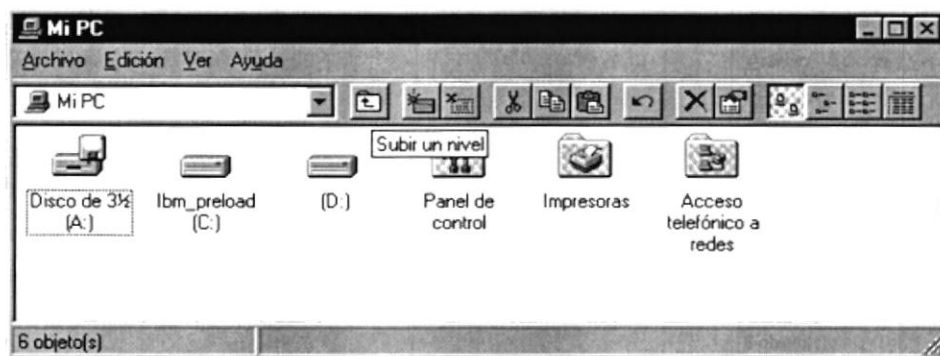 Mi PC
Archivo Edición Ver Ayuda
Mi PC
Subir un nivel
Disco de 3½ (A:)
Ibm_preload (C:)
(D:)
Panel de control
Impresoras
Acceso telefónico a redes
6 objeto(s)